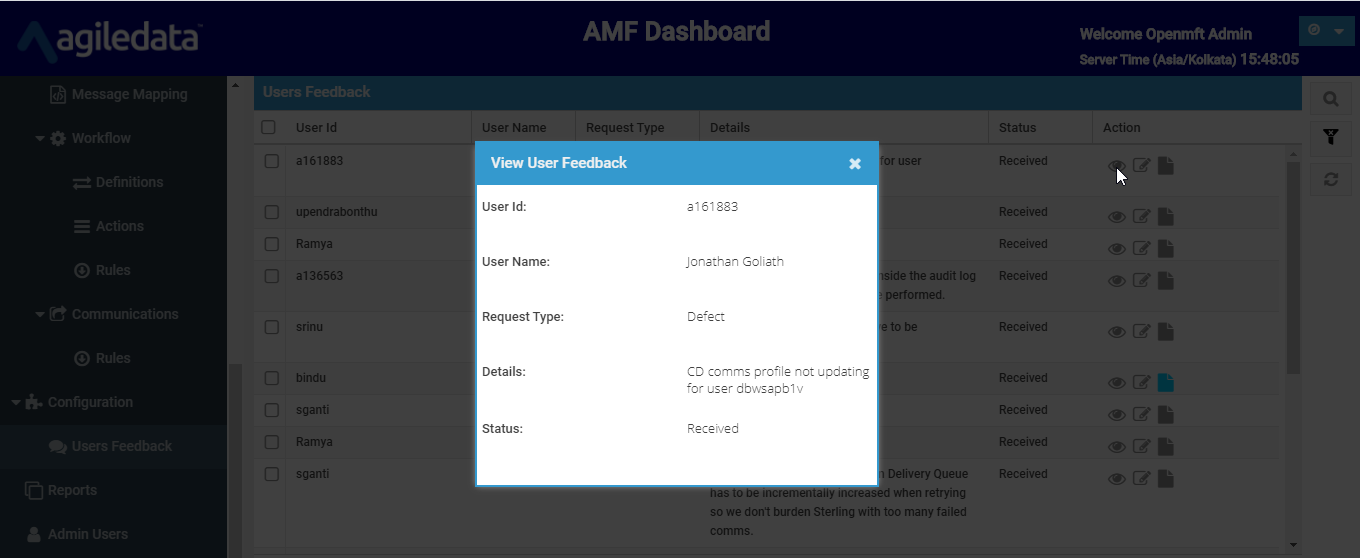 agiledata™
AMF Dashboard
Welcome Openmft Admin
Server Time (Asia/Kolkata) 15:48:05
Message Mapping
Workflow
Definitions
Actions
Rules
Communications
Rules
Configuration
Users Feedback
Reports
Admin Users
Users Feedback
User Id User Name Request Type Details Status Action
a161883 for user Received
upendrabonthu Received
Ramya Received
a136563 nside the audit log Received
e performed.
srinu e to be Received
bindu Received
sganti Received
Ramya Received
sganti n Delivery Queue Received
has to be incrementally increased when retrying
so we don't burden Sterling with too many failed
comms.
View User Feedback
User Id: a161883
User Name: Jonathan Goliath
Request Type: Defect
Details: CD comms profile not updating
for user dbwsapb1v
Status: Received